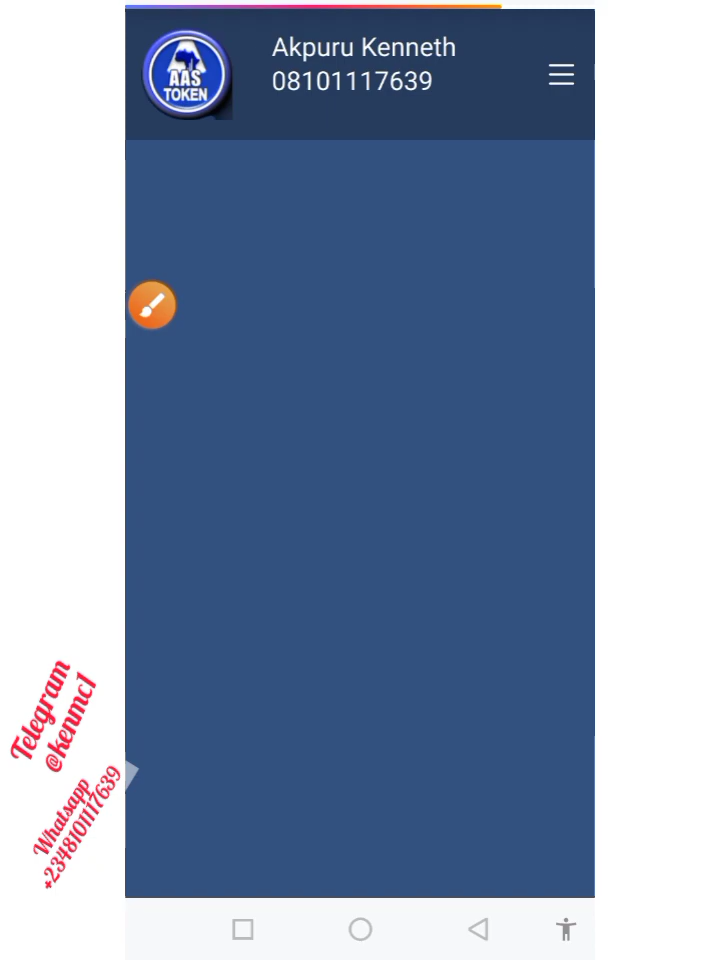 Akpuru Kenneth
08101117639
AAS
TOKEN
Telegram
@kenmc1
Whatsapp
+2348101117639